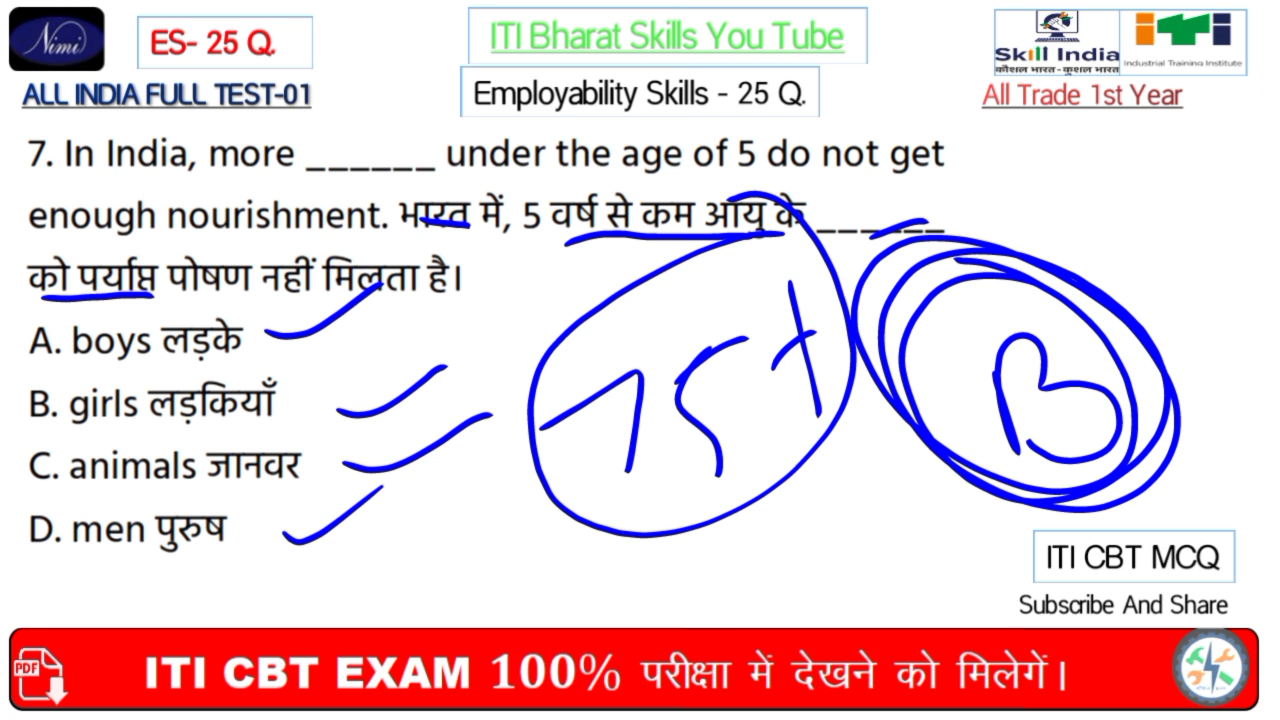 Nimi
ES- 25 Q.
ITI Bharat Skills You Tube
Skill India
कौशल भारत - कुशल भारत
iTi
Industrial Training Institute
ALL INDIA FULL TEST-01
Employability Skills - 25 Q.
All Trade 1st Year
7. In India, more ______ under the age of 5 do not get
enough nourishment. भारत में, 5 वर्ष से कम आयु के ______
को पर्याप्त पोषण नहीं मिलता है।
A. boys लड़के
B. girls लड़कियाँ
C. animals जानवर
D. men पुरुष
75+
B
ITI CBT MCQ
Subscribe And Share
PDF
ITI CBT EXAM 100% परीक्षा में देखने को मिलेगें।